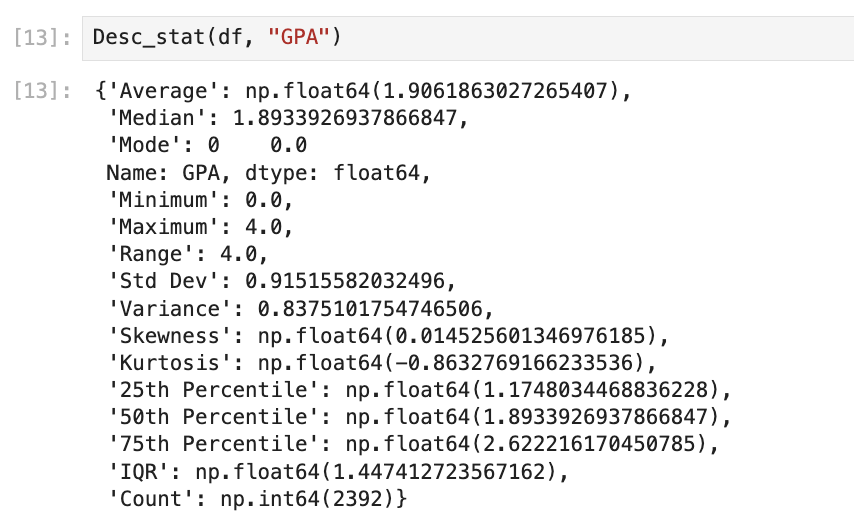 [13]: Desc_stat(df, "GPA")
[13]: {'Average': np.float64(1.9061863027265407),
'Median': 1.8933926937866847,
'Mode': 0    0.0
Name: GPA, dtype: float64,
'Minimum': 0.0,
'Maximum': 4.0,
'Range': 4.0,
'Std Dev': 0.91515582032496,
'Variance': 0.8375101754746506,
'Skewness': np.float64(0.014525601346976185),
'Kurtosis': np.float64(-0.8632769166233536),
'25th Percentile': np.float64(1.1748034468836228),
'50th Percentile': np.float64(1.8933926937866847),
'75th Percentile': np.float64(2.622216170450785),
'IQR': np.float64(1.447412723567162),
'Count': np.int64(2392)}